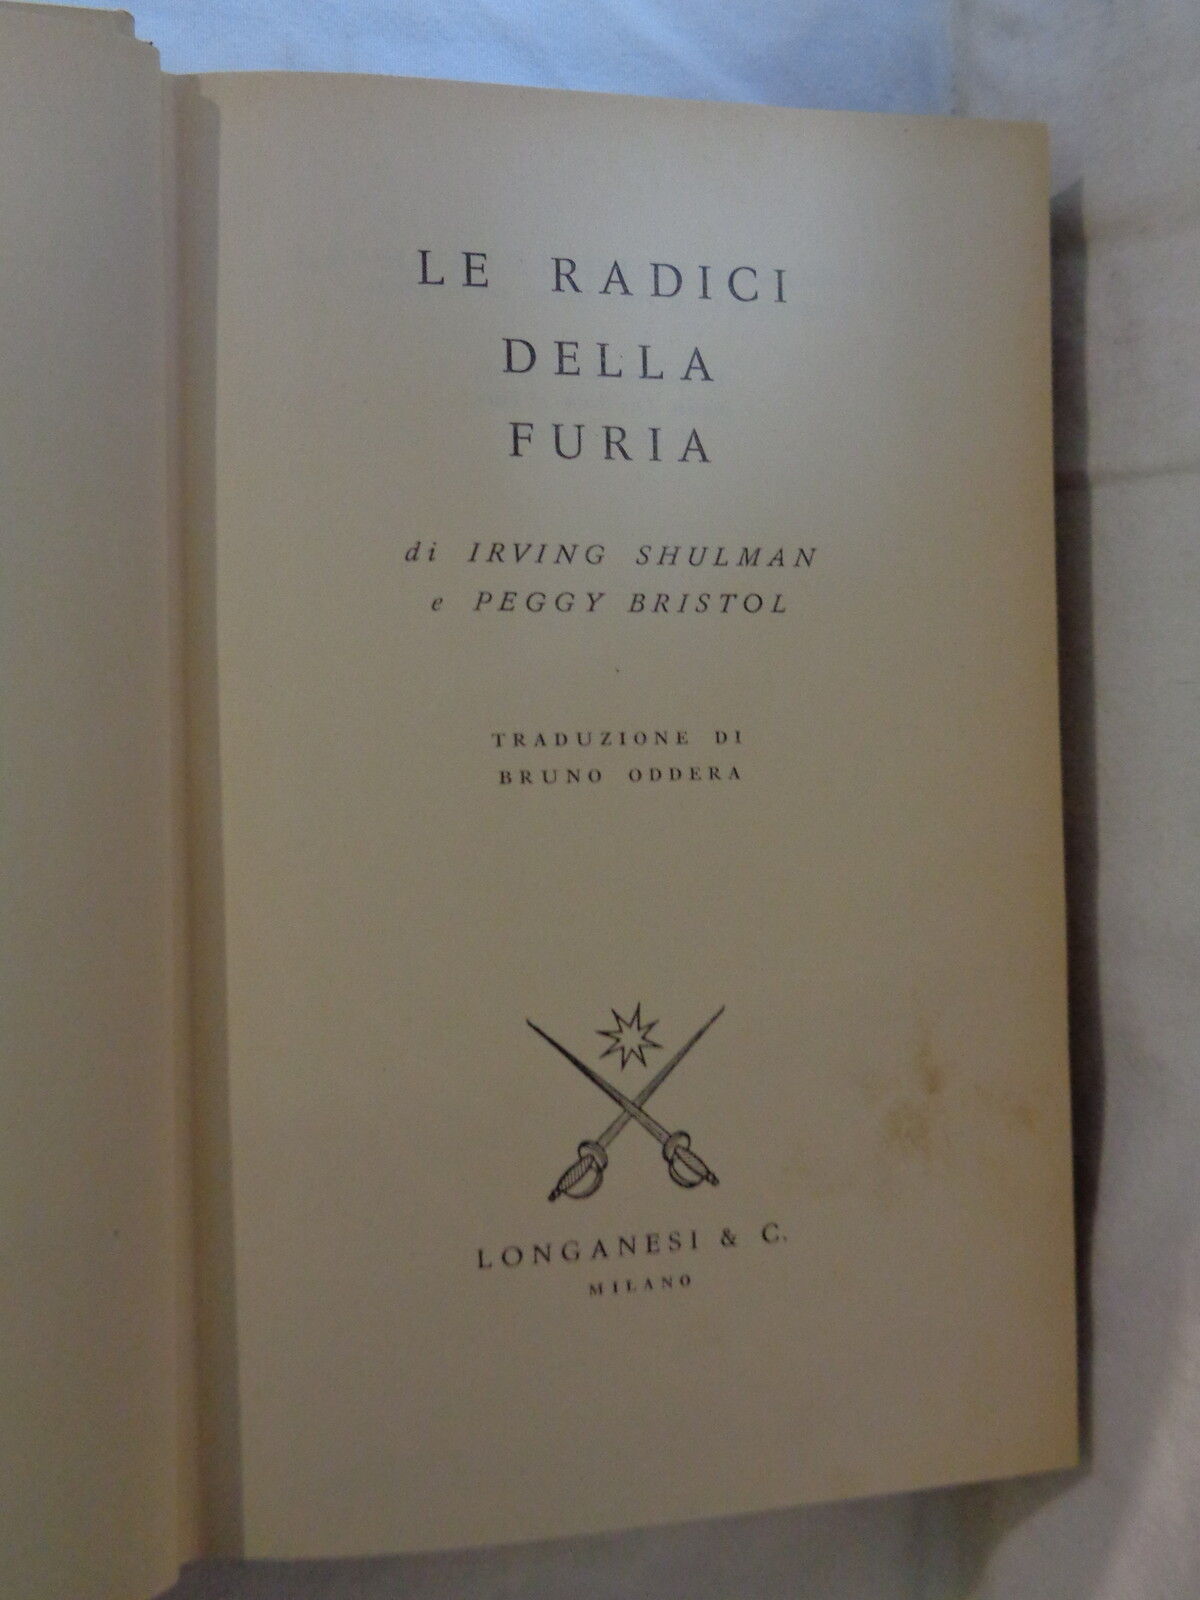 LE RADICI
DELLA
FURIA
di IRVING SHULMAN
e PEGGY BRISTOL
TRADUZIONE DI
BRUNO ODDERA
LONGANESI & C.
MILANO